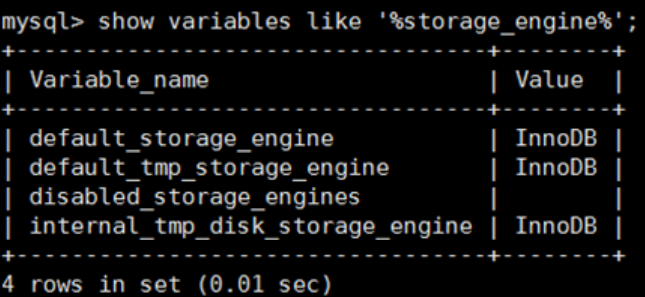 mysql> show variables like '%storage_engine%';
+----------------------------------+--------+
| Variable_name                    | Value  |
+----------------------------------+--------+
| default_storage_engine           | InnoDB |
| default_tmp_storage_engine       | InnoDB |
| disabled_storage_engines         |        |
| internal_tmp_disk_storage_engine | InnoDB |
+----------------------------------+--------+
4 rows in set (0.01 sec)